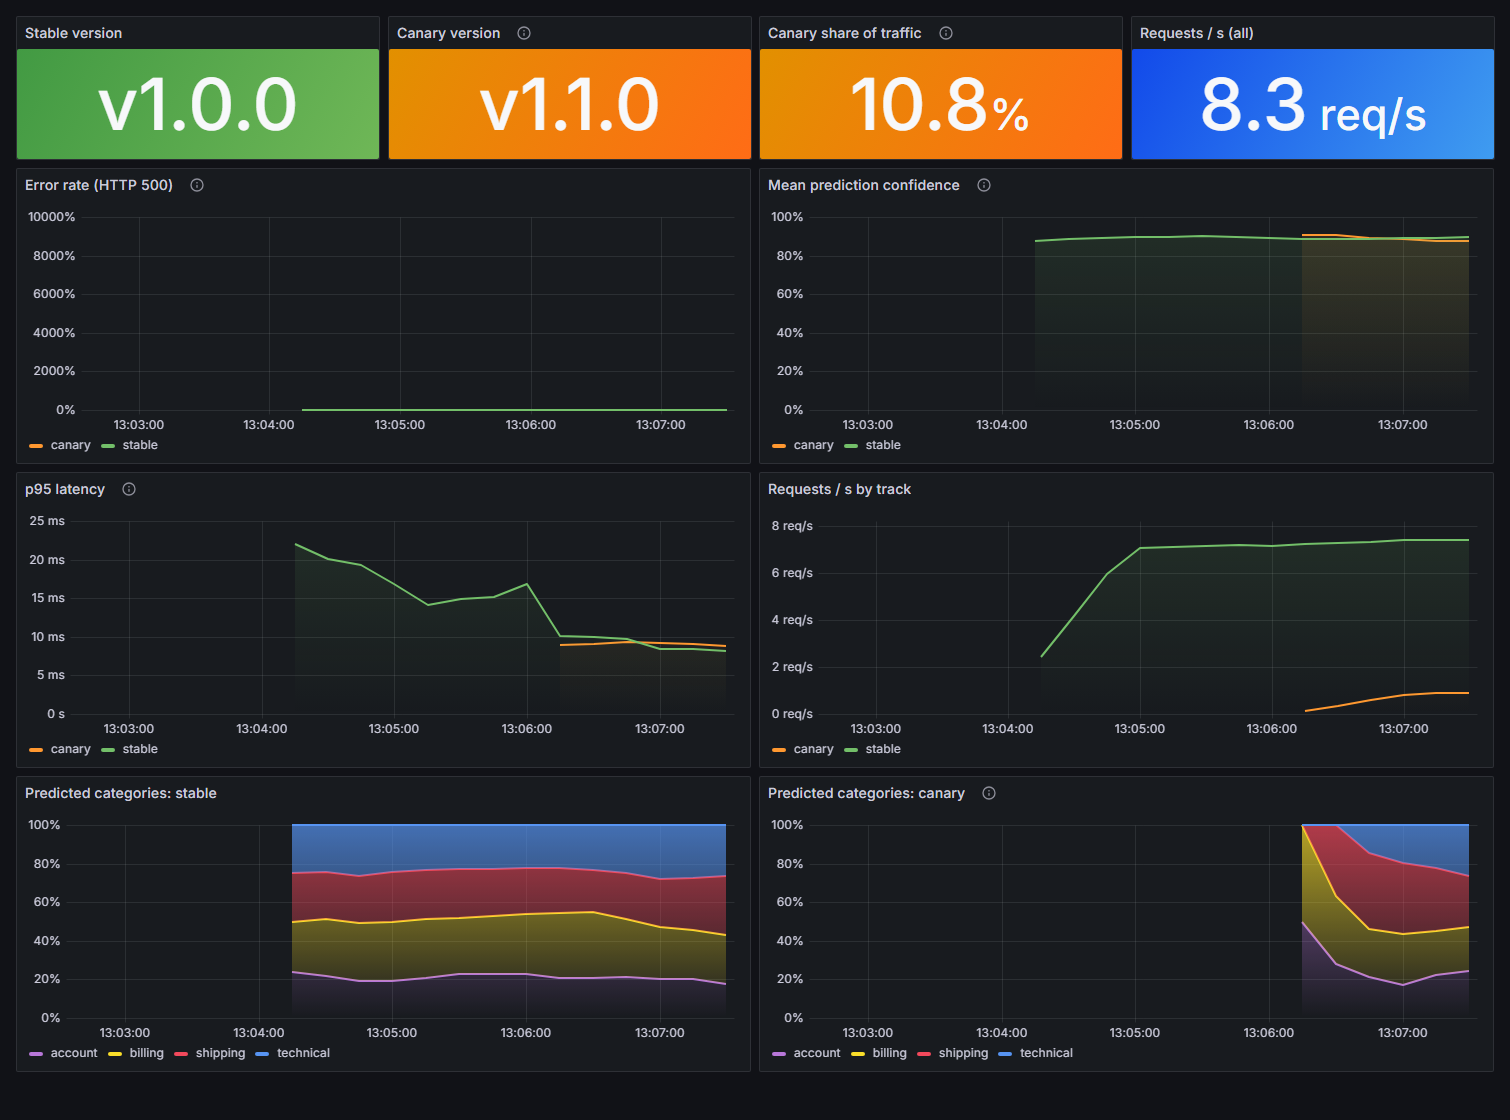 Stable version
Canary version
Canary share of traffic
Requests / s (all)
v1.0.0
v1.1.0
10.8%
8.3 req/s
Error rate (HTTP 500)
10000%
8000%
6000%
4000%
2000%
0%
13:03:00 13:04:00 13:05:00 13:06:00 13:07:00
canary stable
Mean prediction confidence
100%
80%
60%
40%
20%
0%
13:03:00 13:04:00 13:05:00 13:06:00 13:07:00
canary stable
p95 latency
25 ms
20 ms
15 ms
10 ms
5 ms
0 s
13:03:00 13:04:00 13:05:00 13:06:00 13:07:00
canary stable
Requests / s by track
8 req/s
6 req/s
4 req/s
2 req/s
0 req/s
13:03:00 13:04:00 13:05:00 13:06:00 13:07:00
canary stable
Predicted categories: stable
100%
80%
60%
40%
20%
0%
13:03:00 13:04:00 13:05:00 13:06:00 13:07:00
account billing shipping technical
Predicted categories: canary
100%
80%
60%
40%
20%
0%
13:03:00 13:04:00 13:05:00 13:06:00 13:07:00
account billing shipping technical